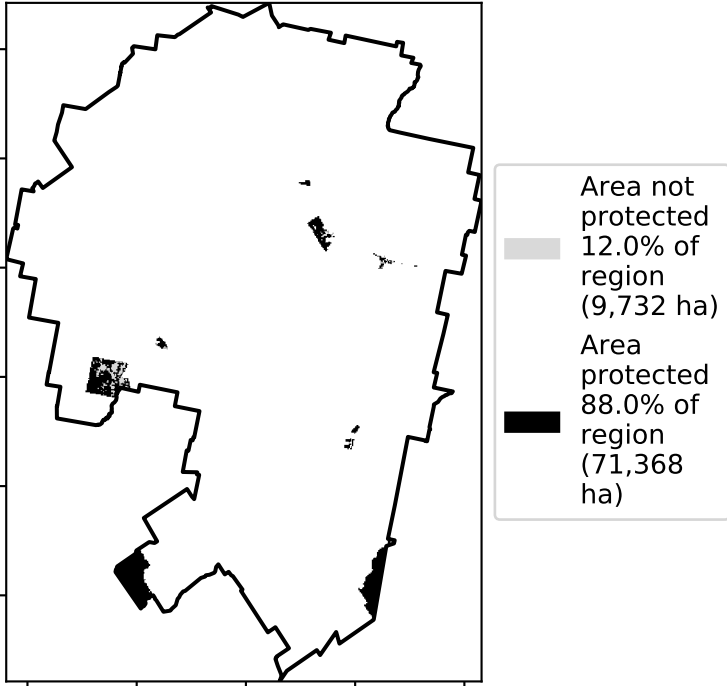 Area not
protected
12.0% of
region
(9,732 ha)
Area
protected
88.0% of
region
(71,368
ha)